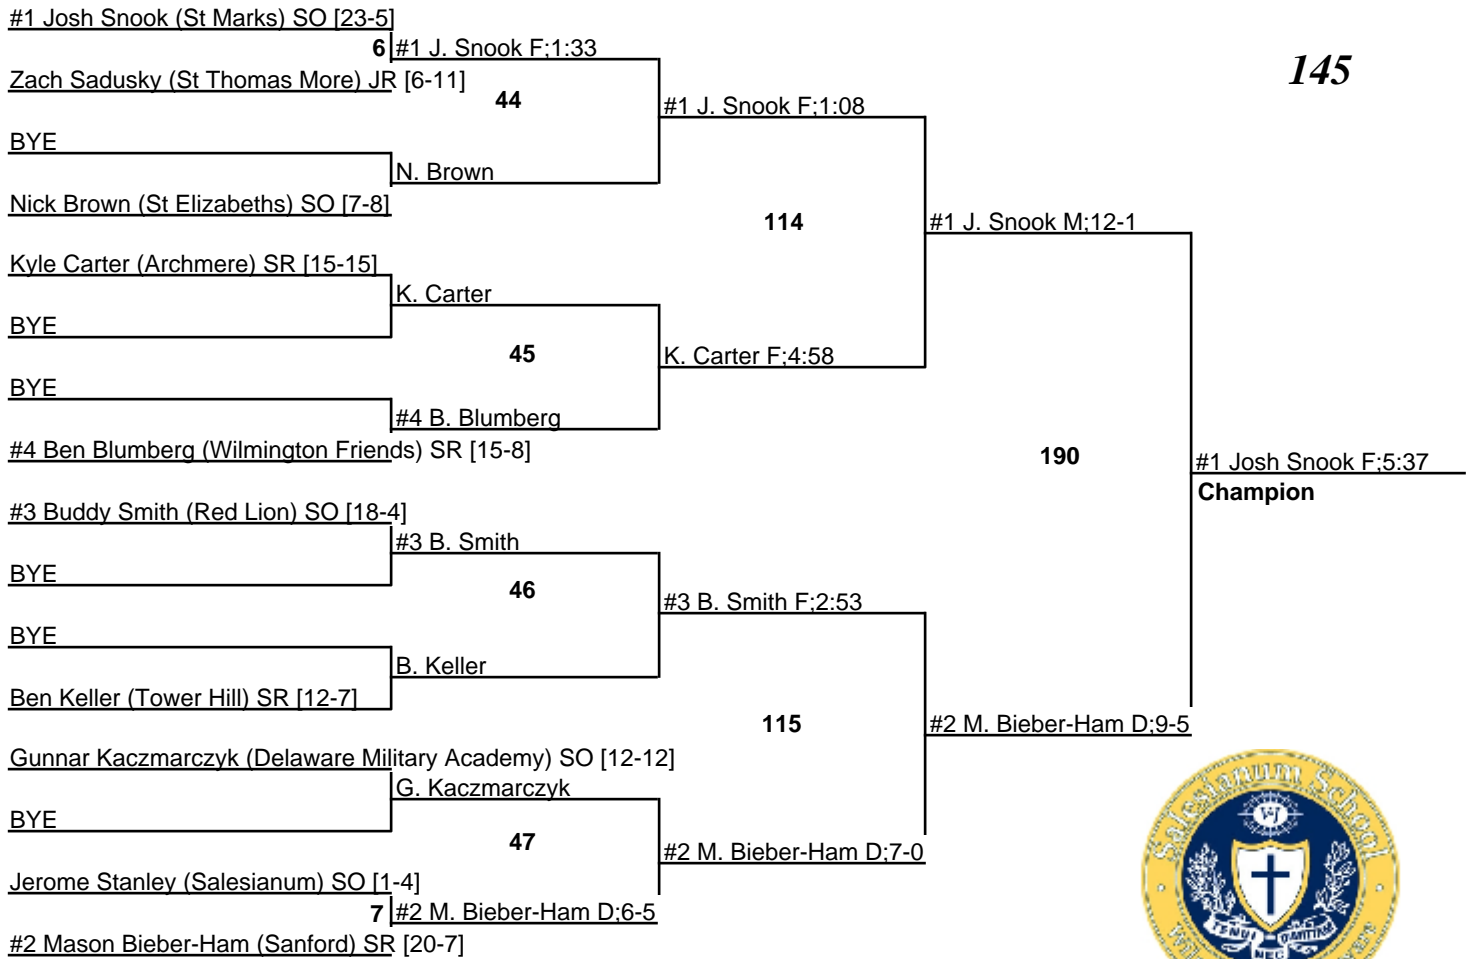 #1 Josh Snook (St Marks) SO [23-5]
6 #1 J. Snook F;1:33
145
Zach Sadusky (St Thomas More) JR [6-11]
44
#1 J. Snook F;1:08
BYE
N. Brown
Nick Brown (St Elizabeths) SO [7-8]
114
#1 J. Snook M;12-1
Kyle Carter (Archmere) SR [15-15]
K. Carter
BYE
45
K. Carter F;4:58
BYE
#4 B. Blumberg
#4 Ben Blumberg (Wilmington Friends) SR [15-8]
190
#1 Josh Snook F;5:37
Champion
#3 Buddy Smith (Red Lion) SO [18-4]
#3 B. Smith
BYE
46
#3 B. Smith F;2:53
BYE
B. Keller
Ben Keller (Tower Hill) SR [12-7]
115
#2 M. Bieber-Ham D;9-5
Gunnar Kaczmarczyk (Delaware Military Academy) SO [12-12]
G. Kaczmarczyk
BYE
47
#2 M. Bieber-Ham D;7-0
Jerome Stanley (Salesianum) SO [1-4]
7 #2 M. Bieber-Ham D;6-5
#2 Mason Bieber-Ham (Sanford) SR [20-7]
Salesianum School
TENUI
NEC